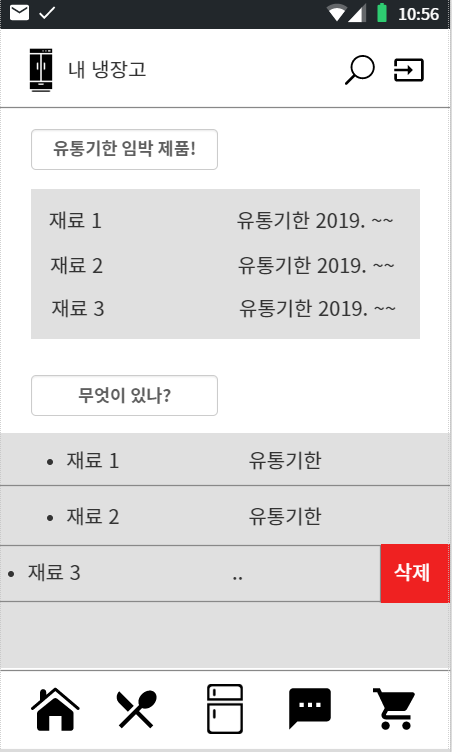 10:56
내 냉장고
유통기한 임박 제품!
재료 1 유통기한 2019. ~~
재료 2 유통기한 2019. ~~
재료 3 유통기한 2019. ~~
무엇이 있나?
• 재료 1 유통기한
• 재료 2 유통기한
• 재료 3 .. 삭제